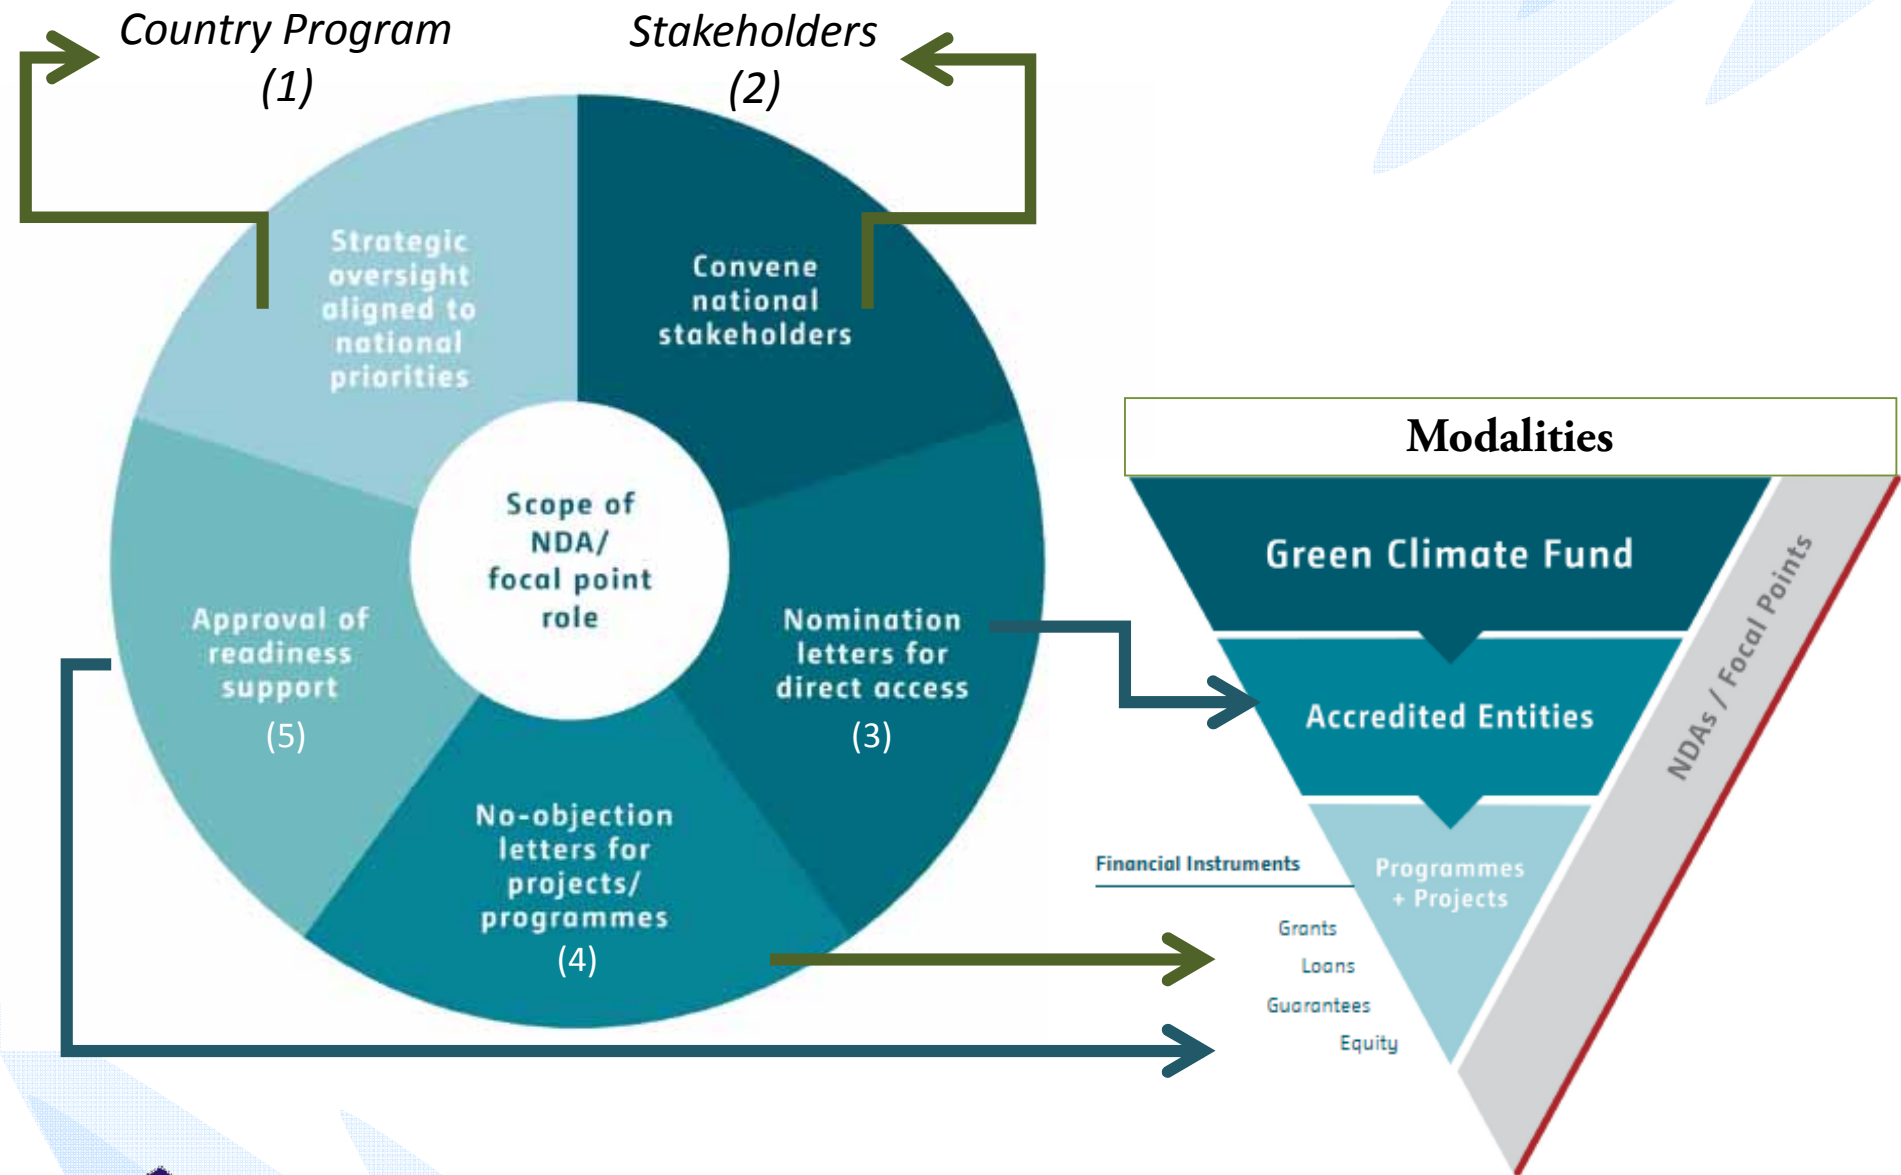 Country Program
(1)
Stakeholders
(2)
Strategic
oversight
aligned to
national
priorities
Convene
national
stakeholders
Scope of
NDA/
focal point
role
Approval of
readiness
support
(5)
Nomination
letters for
direct access
(3)
No-objection
letters for
projects/
programmes
(4)
Modalities
Green Climate Fund
Accredited Entities
Programmes
+ Projects
NDAs / Focal Points
Financial Instruments
Grants
Loans
Guarantees
Equity